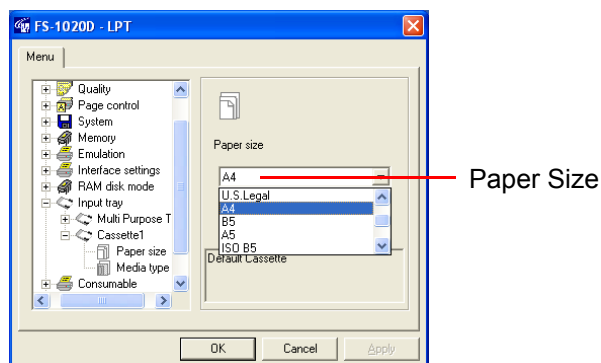 FS-1020D - LPT
Menu
Quality
Page control
System
Memory
Emulation
Interface settings
RAM disk mode
Input tray
Multi Purpose T
Cassette1
Paper size
Media type
Consumable
Paper size
A4
U.S.Legal
A4
B5
A5
ISO B5
Default Cassette
OK Cancel Apply
Paper Size